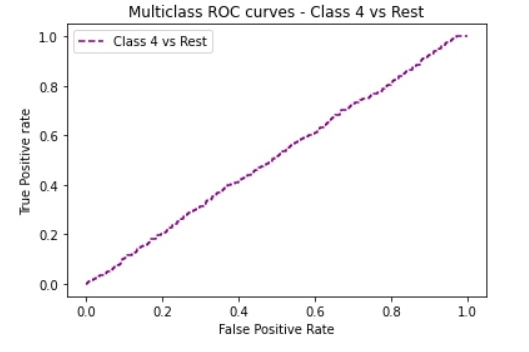 Multiclass ROC curves - Class 4 vs Rest
Class 4 vs Rest
True Positive rate
1.0
0.8
0.6
0.4
0.2
0.0
0.0 0.2 0.4 0.6 0.8 1.0
False Positive Rate